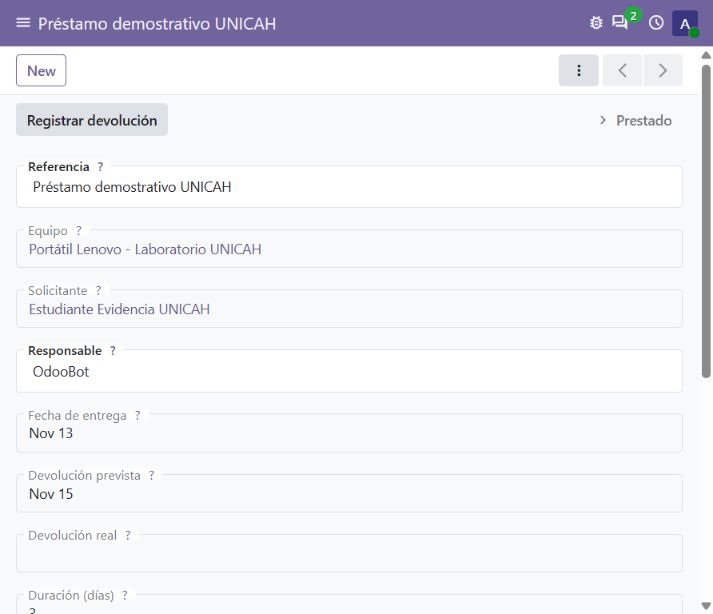 Préstamo demostrativo UNICAH
2
A
New
Registrar devolución
Prestado
Referencia ?
Préstamo demostrativo UNICAH
Equipo ?
Portátil Lenovo - Laboratorio UNICAH
Solicitante ?
Estudiante Evidencia UNICAH
Responsable ?
OdooBot
Fecha de entrega ?
Nov 13
Devolución prevista ?
Nov 15
Devolución real ?
Duración (días) ?